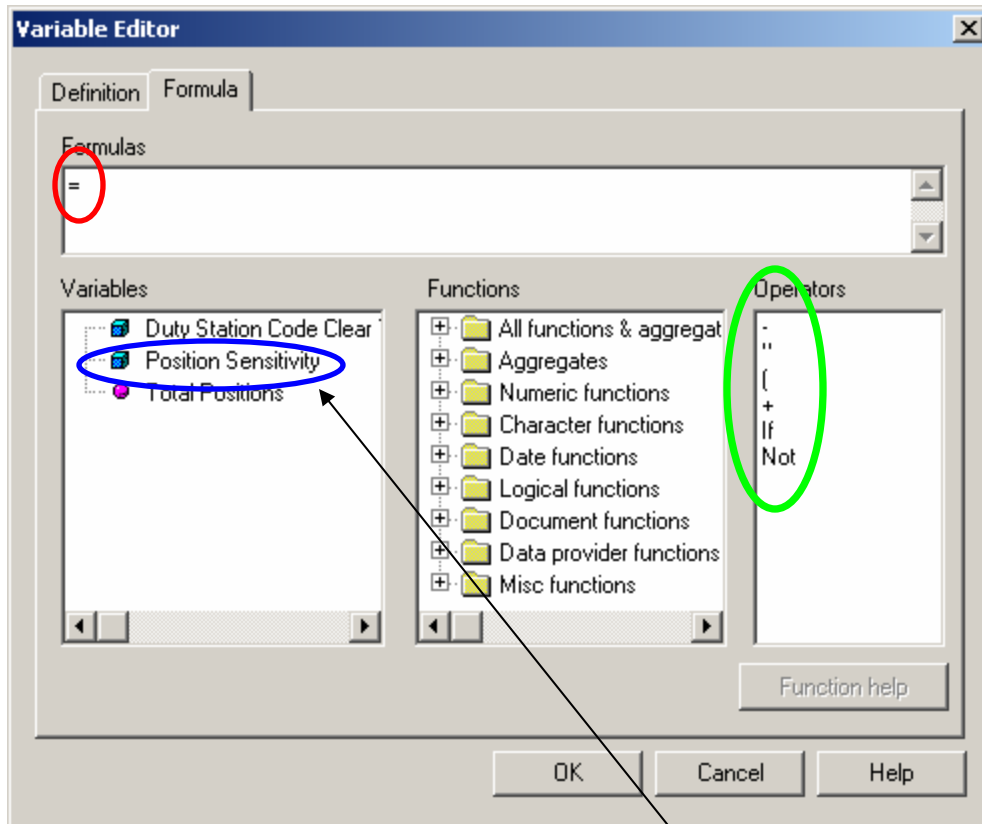 Variable Editor
Definition Formula
Formulas
=
Variables
Duty Station Code Clear
Position Sensitivity
Total Positions
Functions
All functions & aggregat
Aggregates
Numeric functions
Character functions
Date functions
Logical functions
Document functions
Data provider functions
Misc functions
Operators
-
"
(
+
If
Not
Function help
OK Cancel Help